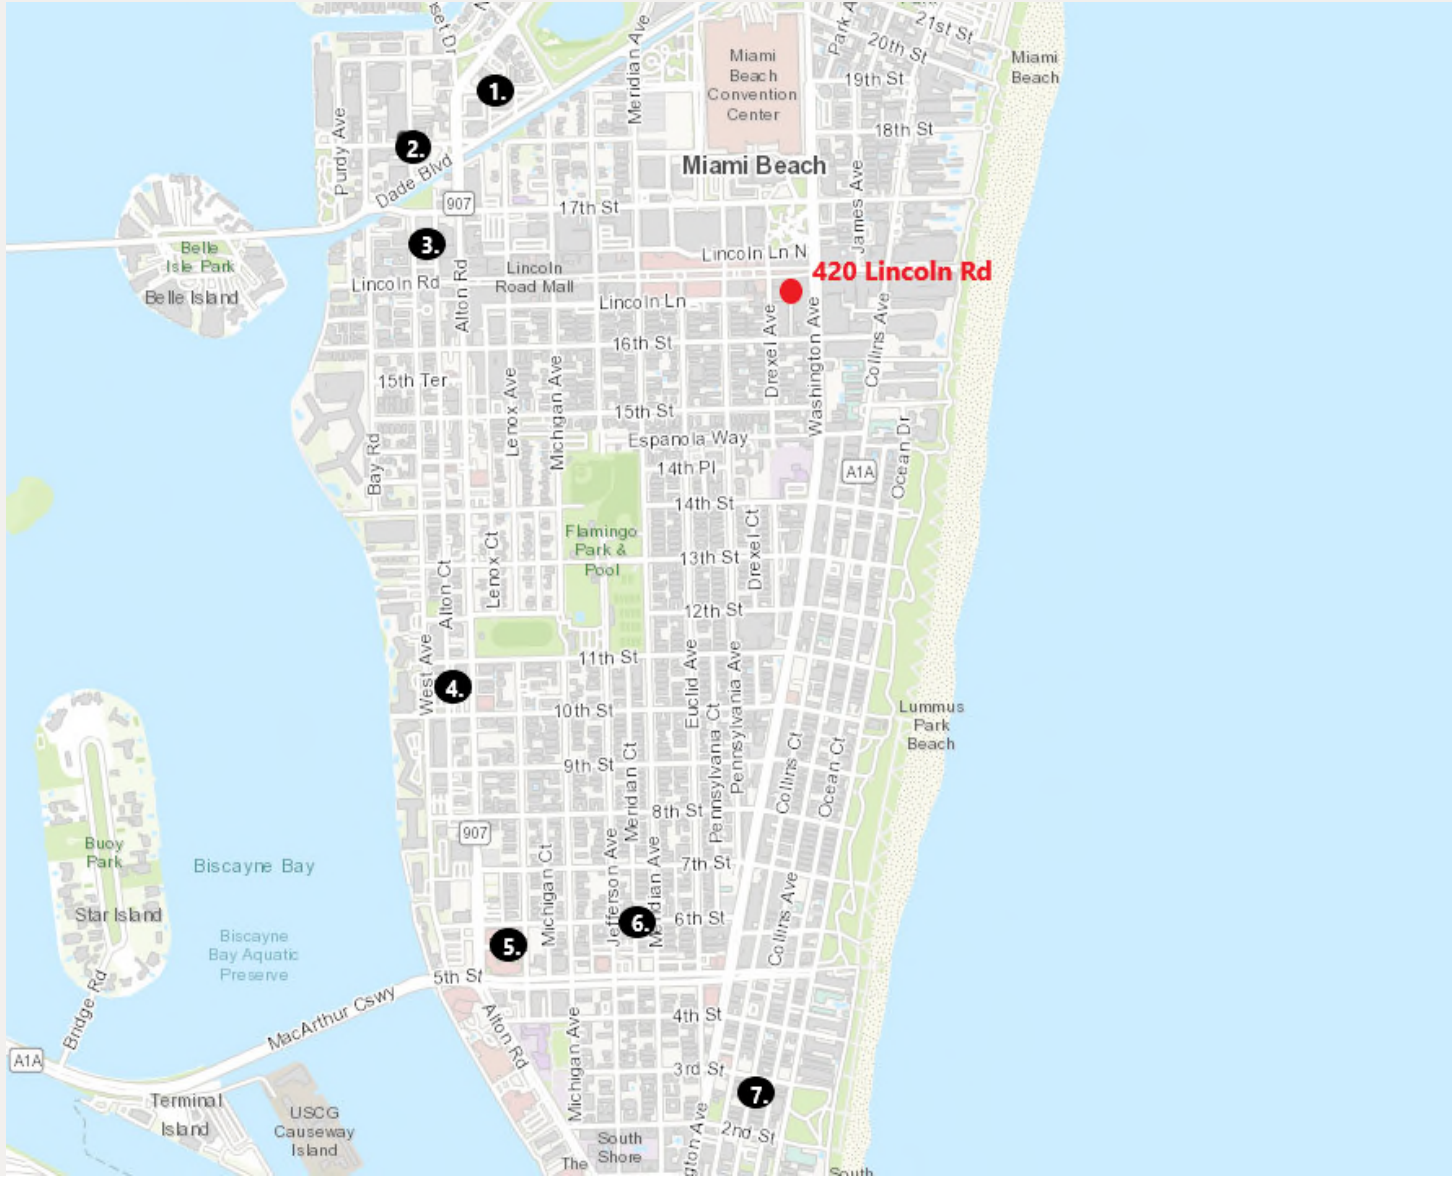 21st St
20th St
Park A
Miami
Beach
19th St
Meridian Ave
Miami
Beach
Convention
Center
1.
18th St
2.
Purdy Ave
Dade Blvd
Miami Beach
James Ave
907
17th St
3.
Belle
Isle Park
Belle Island
Lincoln Ln N
420 Lincoln Rd
Lincoln Rd
Alton Rd
Lincoln
Road Mall
Lincoln Ln
16th St
Drexel Ave
Washington Ave
Collins Ave
15th Ter
Lenox Ave
Michigan Ave
15th St
Espanola Way
Bay Rd
14th Pl
A1A
Ocean Dr
14th St
Flamingo
Park &
Pool
Drexel Ct
13th St
Alton Ct
Lenox Ct
12th St
West Ave
11th St
Euclid Ave
Pennsylvania Ave
4.
10th St
Lummus
Park
Beach
Pennsylvania Ct
9th St
Meridian Ct
Collins Ct
Ocean Ct
8th St
907
Buoy
Park
Biscayne Bay
7th St
Michigan Ct
Jefferson Ave
Meridian Ave
Collins Ave
Star Island
6.
6th St
5.
Biscayne
Bay Aquatic
Preserve
5th St
Bridge Rd
MacArthur Cswy
4th St
Alton Rd
Michigan Ave
A1A
3rd St
7.
Terminal
Island
USCG
Causeway
Island
2nd St
gton Ave
South
Shore
The
South